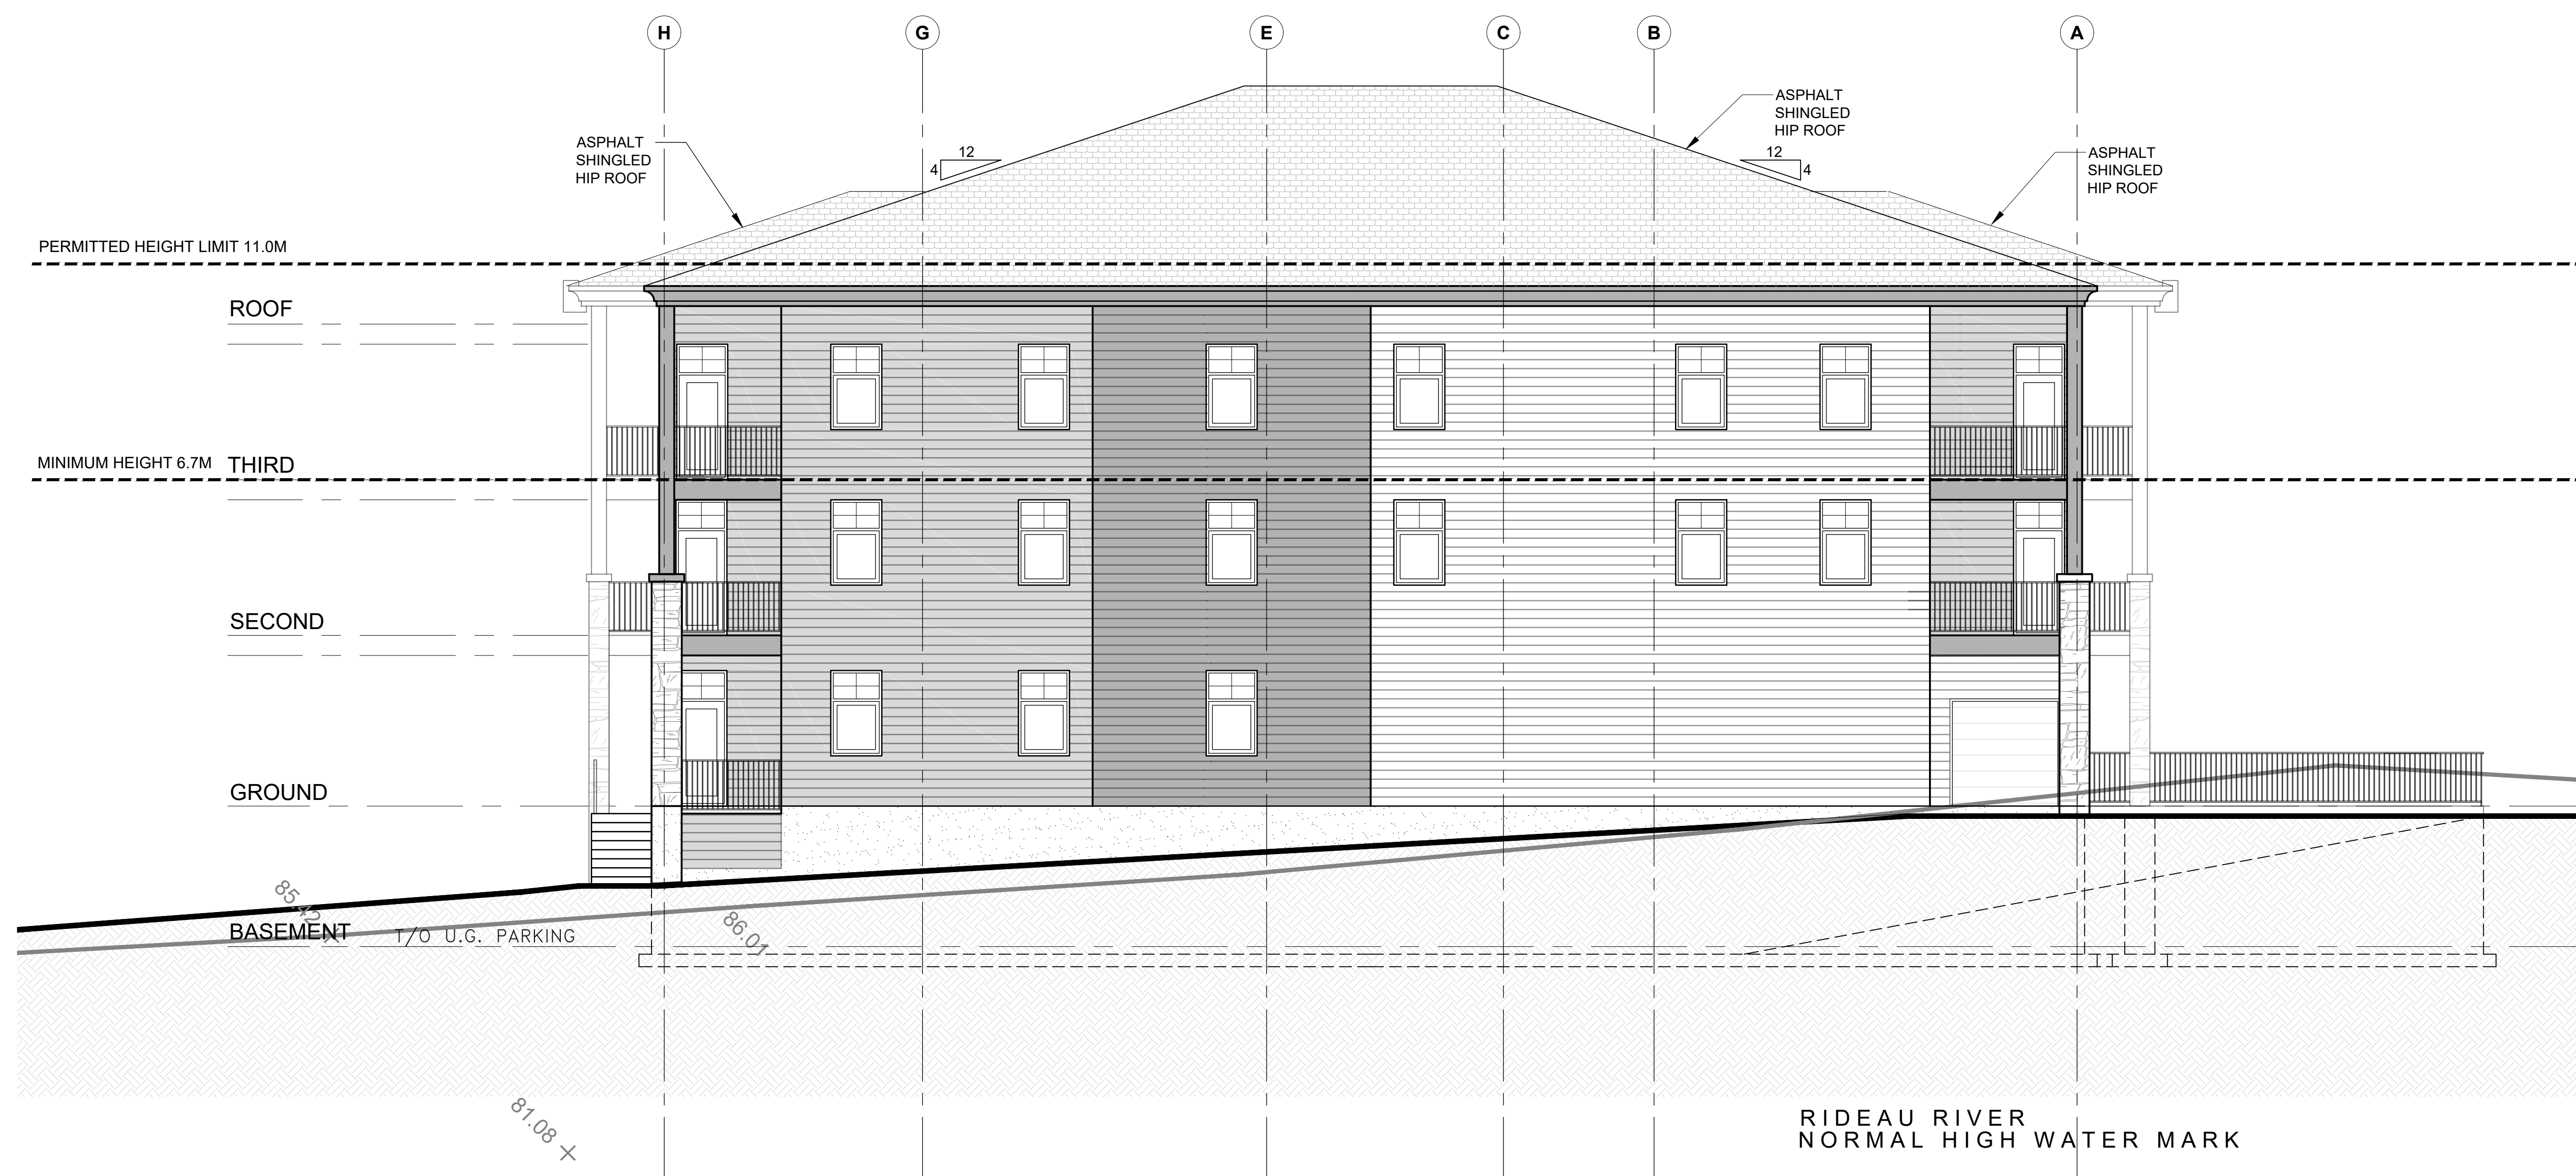 H G E C B A
ASPHALT
SHINGLED
HIP ROOF
12
4
ASPHALT
SHINGLED
HIP ROOF
12
4
ASPHALT
SHINGLED
HIP ROOF
PERMITTED HEIGHT LIMIT 11.0M
ROOF
MINIMUM HEIGHT 6.7M THIRD
SECOND
GROUND
85.42
BASEMENT T/O U.G. PARKING
86.01
81.08
RIDEAU RIVER
NORMAL HIGH WATER MARK